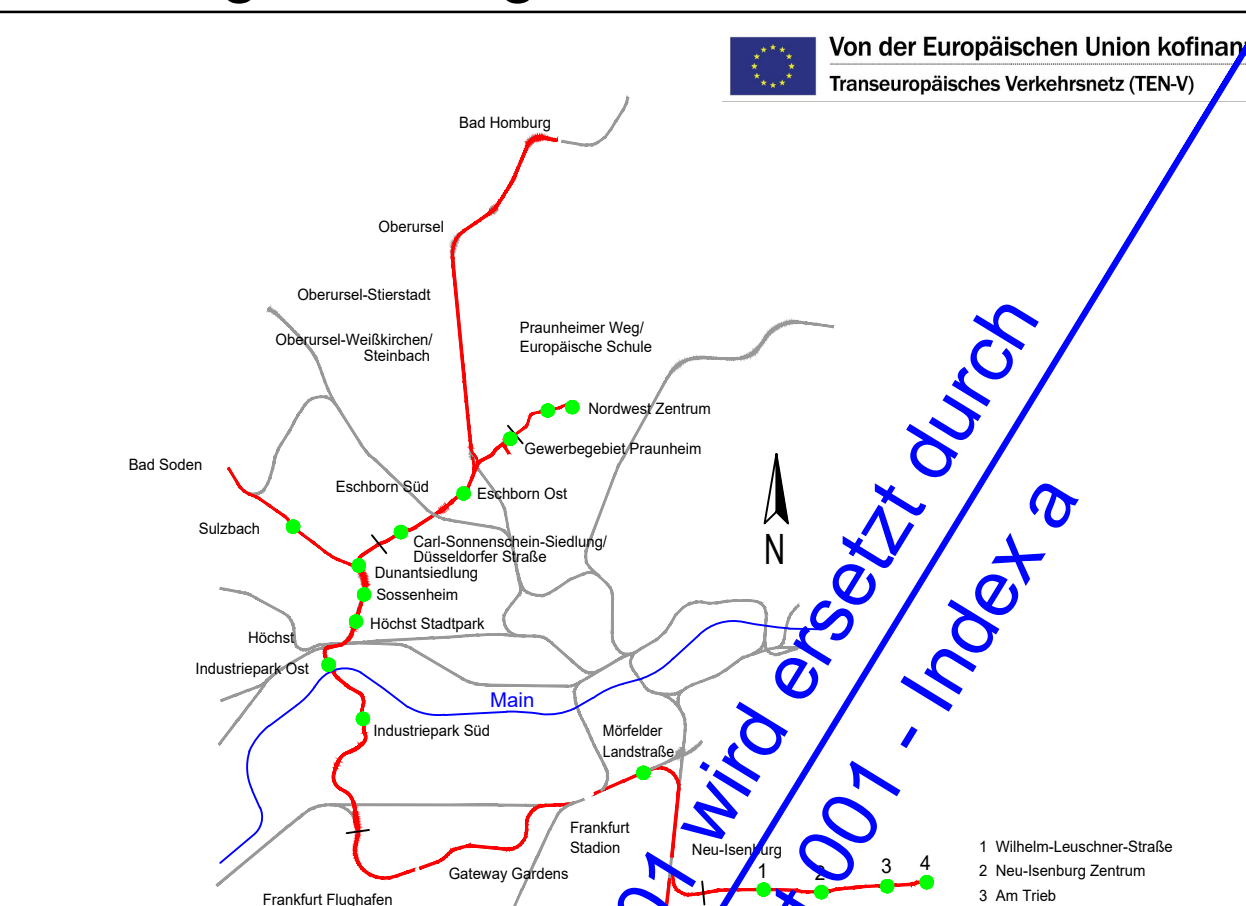 Von der Europäischen Union kofinan
Transeuropäisches Verkehrsnetz (TEN-V)
Bad Homburg
Oberursel
Oberursel-Stierstadt
Oberursel-Weißkirchen/
Steinbach
Praunheimer Weg/
Europäische Schule
Nordwest Zentrum
Gewerbegebiet Praunheim
Bad Soden
Eschborn Süd
Eschborn Ost
Sulzbach
Carl-Sonnenschein-Siedlung/
Düsseldorfer Straße
Dunantsiedlung
Sossenheim
Höchst Stadtpark
Höchst
Industriepark Ost
Main
Industriepark Süd
Mörfelder
Landstraße
N
Frankfurt
Stadion
Neu-Isenburg
Gateway Gardens
Frankfurt Flughafen
1
2
3
4
1 Wilhelm-Leuschner-Straße
2 Neu-Isenburg Zentrum
3 Am Trieb
01 wird ersetzt durch
t 001 - Index a